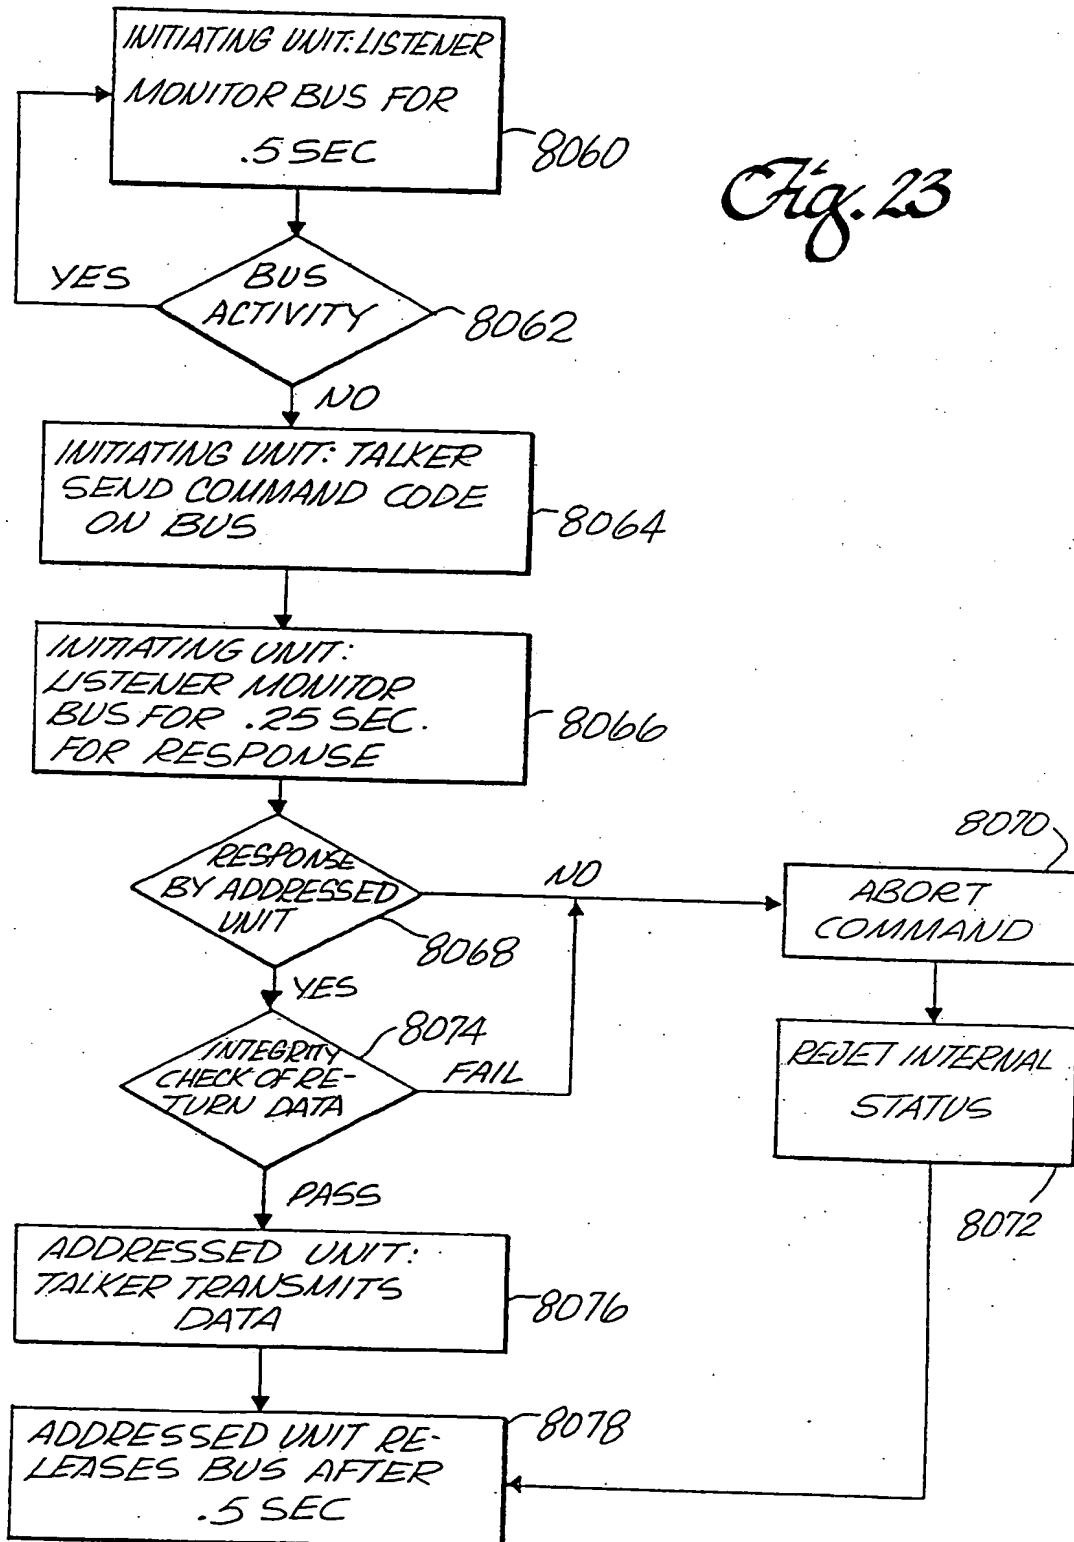 INITIATING UNIT: LISTENER
MONITOR BUS FOR
.5 SEC
8060
Fig. 23
YES
BUS
ACTIVITY
8062
NO
INITIATING UNIT: TALKER
SEND COMMAND CODE
ON BUS
8064
INITIATING UNIT:
LISTENER MONITOR
BUS FOR .25 SEC.
FOR RESPONSE
8066
RESPONSE
BY ADDRESSED
UNIT
8068
NO
8070
ABORT
COMMAND
YES
8074
INTEGRITY
CHECK OF RE-
TURN DATA
FAIL
REJET INTERNAL
STATUS
8072
PASS
ADDRESSED UNIT:
TALKER TRANSMITS
DATA
8076
ADDRESSED UNIT RE-
LEASES BUS AFTER
.5 SEC
8078